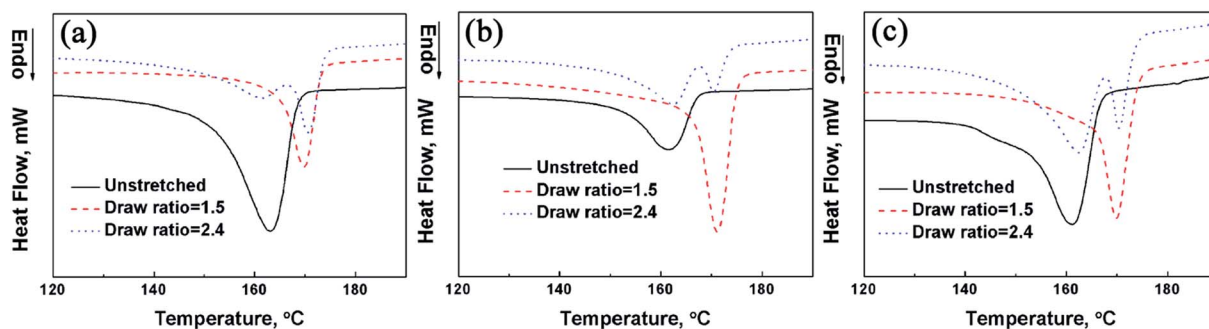 (a)
Endo
Heat Flow, mW
Unstretched
Draw ratio=1.5
Draw ratio=2.4
120 140 160 180
Temperature, °C
(b)
Endo
Heat Flow, mW
Unstretched
Draw ratio=1.5
Draw ratio=2.4
120 140 160 180
Temperature, °C
(c)
Endo
Heat Flow, mW
Unstretched
Draw ratio=1.5
Draw ratio=2.4
120 140 160 180
Temperature, °C